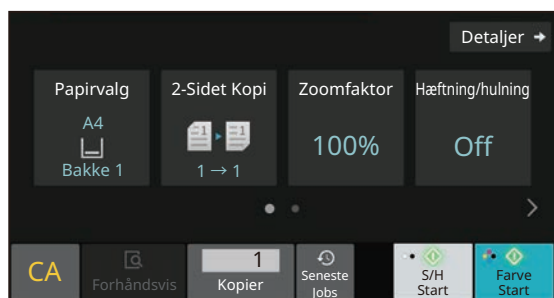 Detaljer
Papirvalg
A4
Bakke 1
2-Sidet Kopi
1 → 1
Zoomfaktor
100%
Hæftning/hulning
Off
CA
Forhåndsvis
1
Kopier
Seneste
Jobs
S/H
Start
Farve
Start